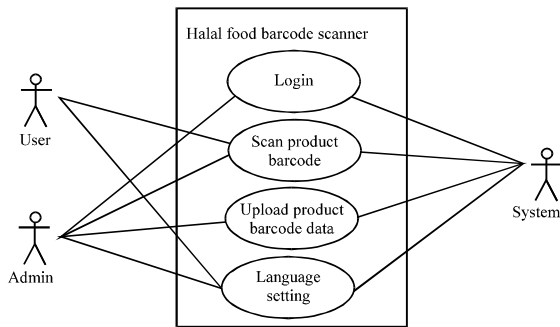 Halal food barcode scanner
Login
User
Scan product
barcode
Upload product
barcode data
System
Admin
Language
setting